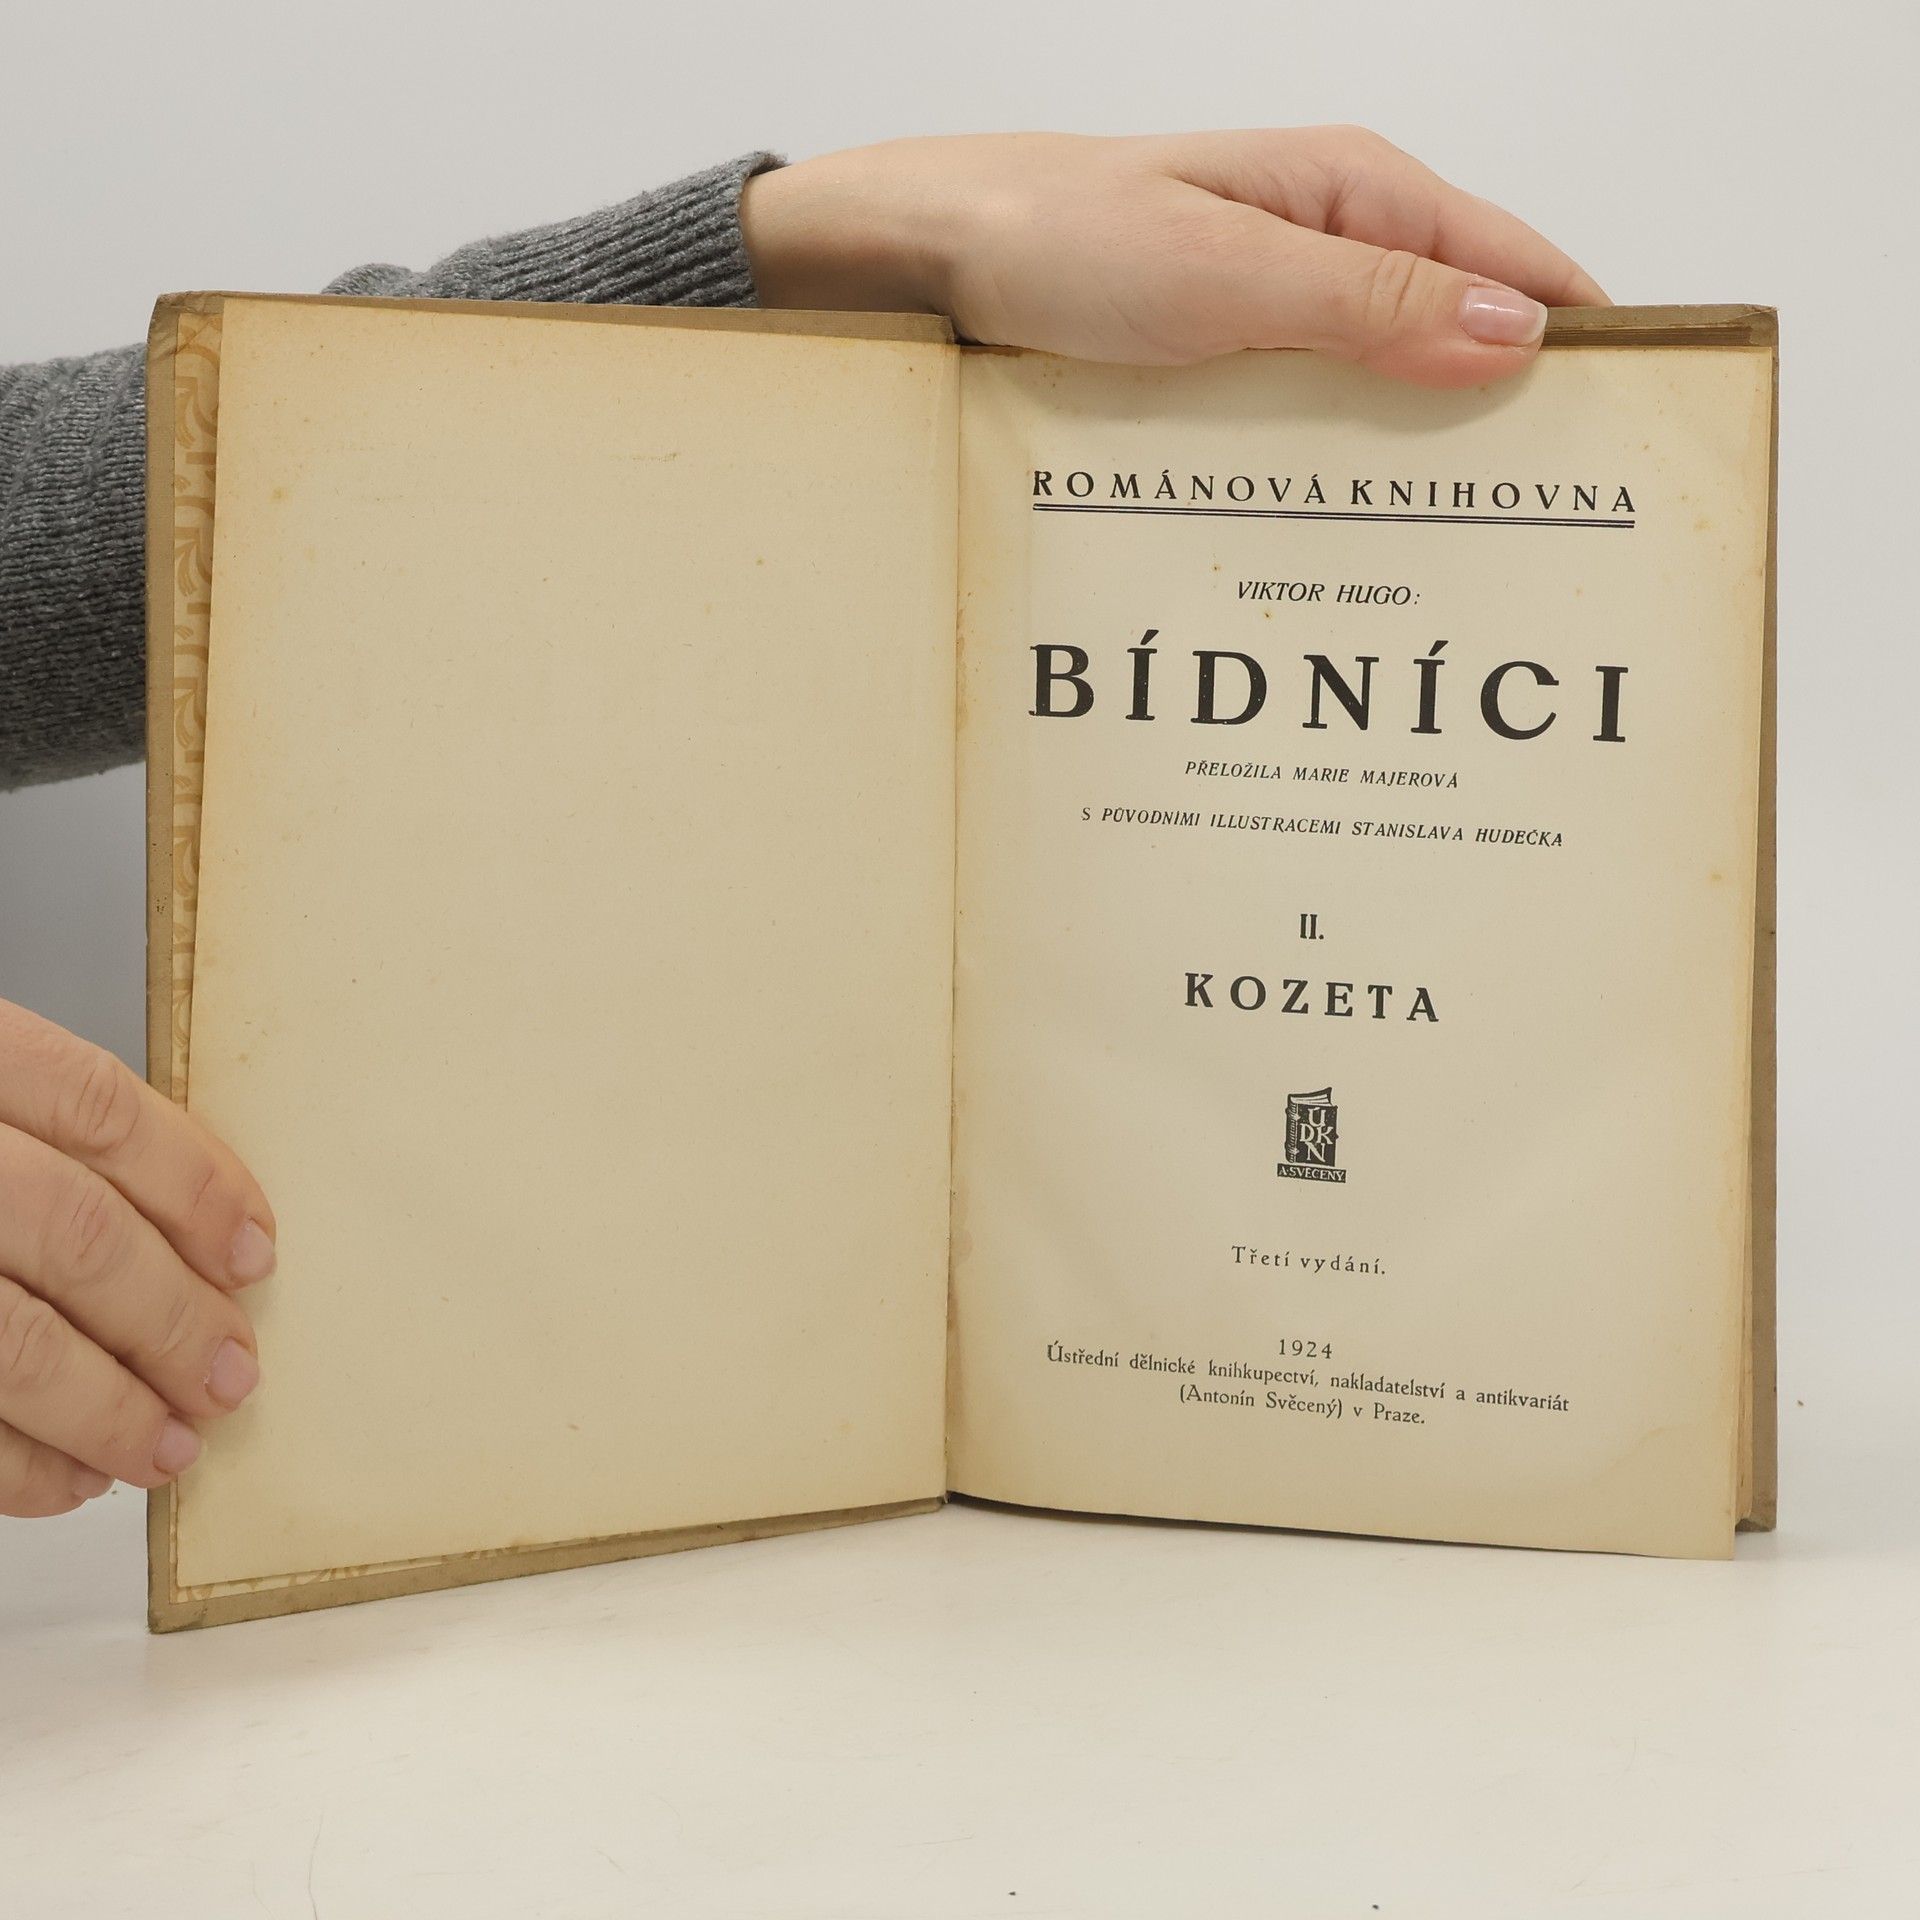 ROMÁNOVÁ KNIHOVNA
VIKTOR HUGO:
BÍDNÍCI
PŘELOŽILA MARIE MAJEROVÁ
S PŮVODNÍMI ILLUSTRACEMI STANISLAVA HUDEČKA
II.
KOZETA
Ú
DK
N
A·SVĚCENÝ
Třetí vydání.
1924
Ústřední dělnické knihkupectví, nakladatelství a antikvariát
(Antonín Svěcený) v Praze.